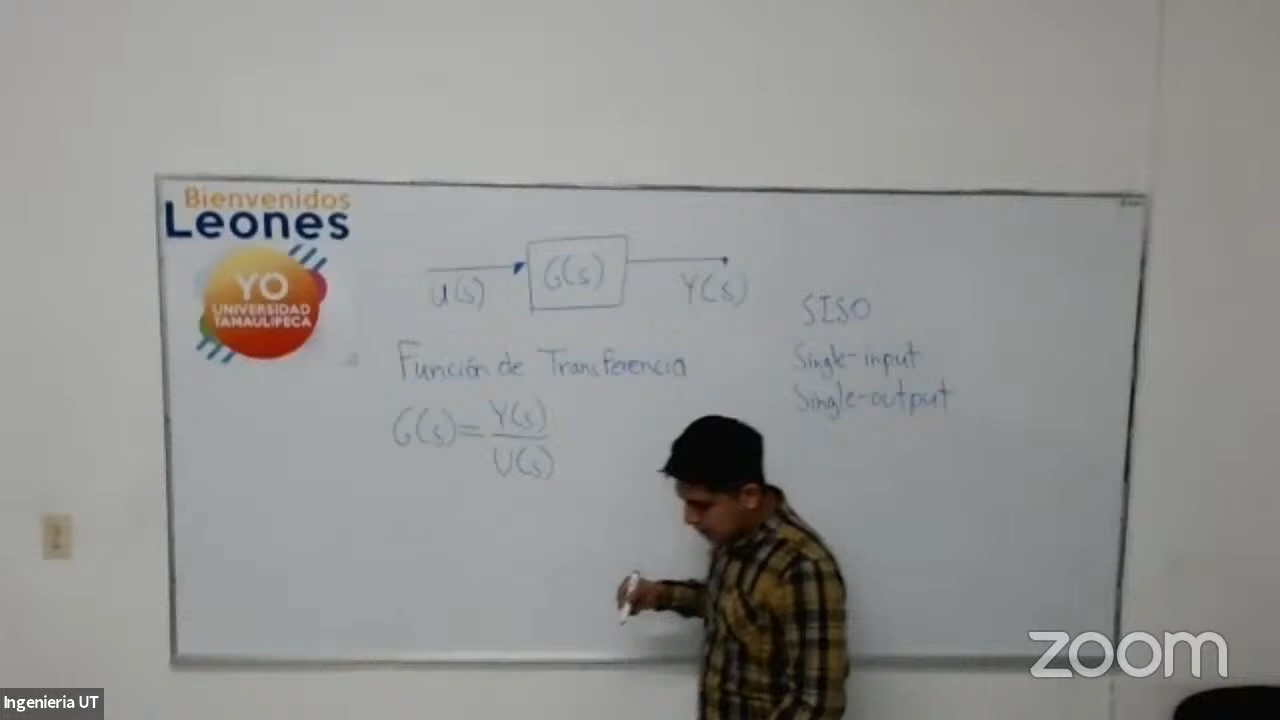 Bienvenidos
Leones
YO
UNIVERSIDAD
TAMAULIPECA
U(s)
G(s)
Y(s)
SISO
Single-input
Single-output
Función de Transferencia
G(s)=Y(s)/U(s)
zoom
Ingenieria UT